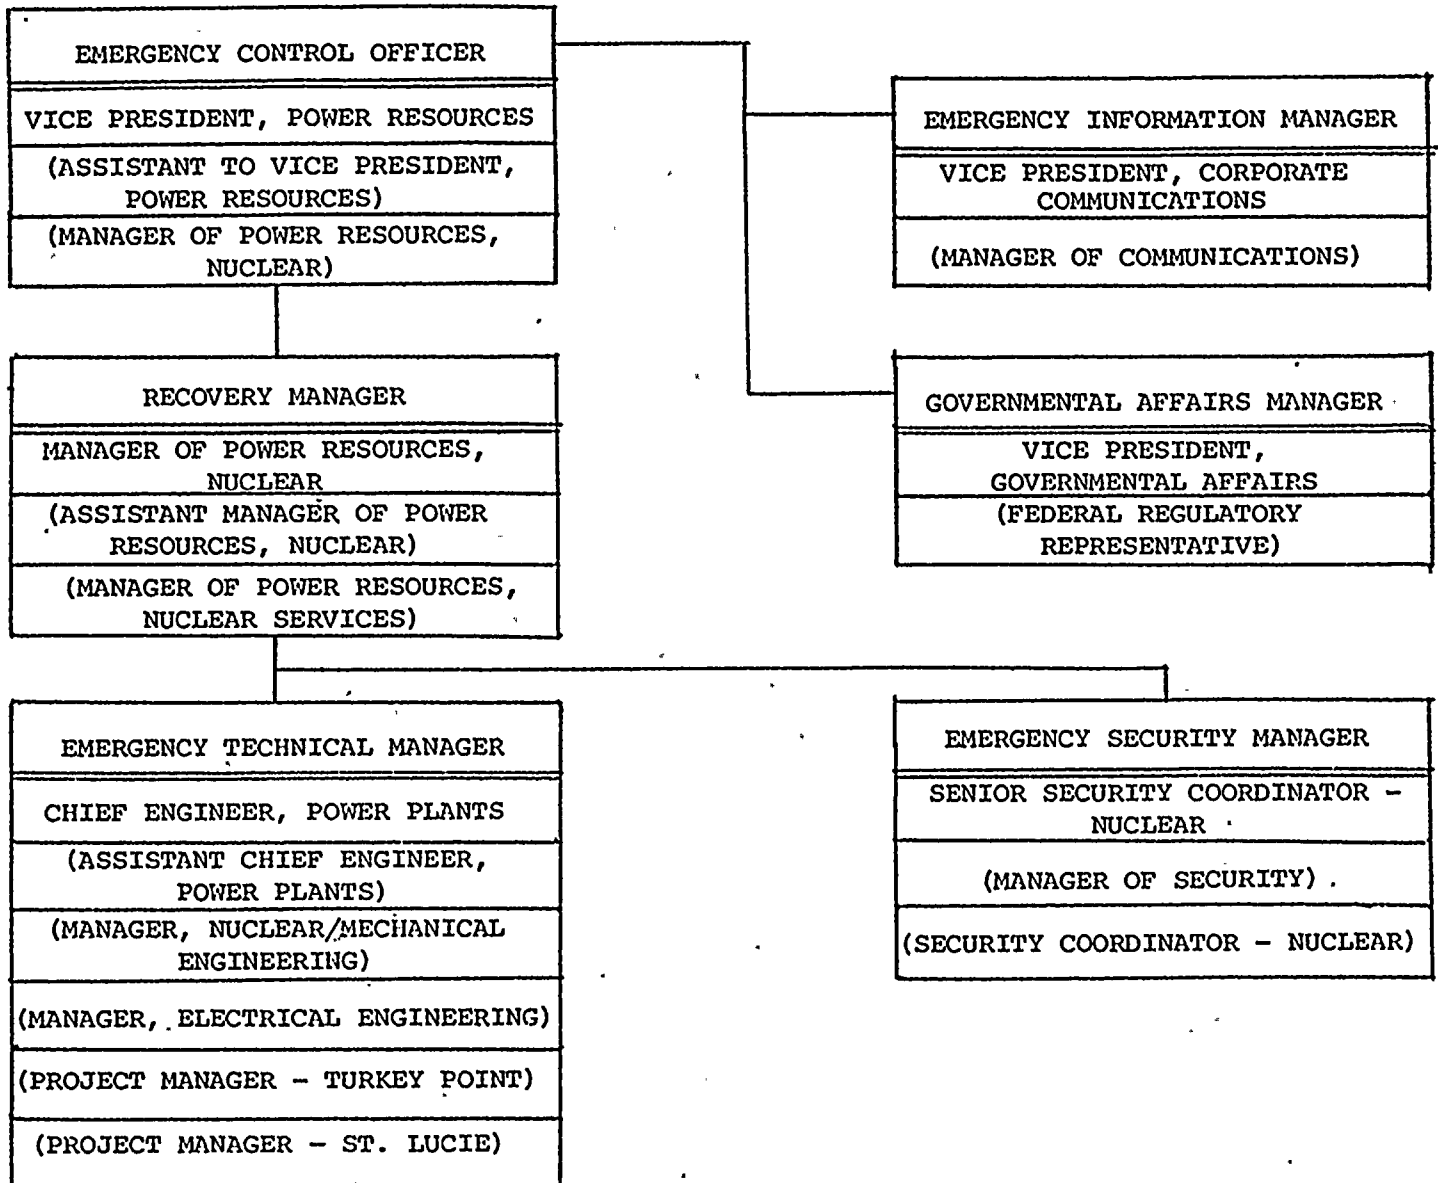 EMERGENCY CONTROL OFFICER
VICE PRESIDENT, POWER RESOURCES
(ASSISTANT TO VICE PRESIDENT,
POWER RESOURCES)
(MANAGER OF POWER RESOURCES,
NUCLEAR)
EMERGENCY INFORMATION MANAGER
VICE PRESIDENT, CORPORATE
COMMUNICATIONS
(MANAGER OF COMMUNICATIONS)
RECOVERY MANAGER
MANAGER OF POWER RESOURCES,
NUCLEAR
(ASSISTANT MANAGER OF POWER
RESOURCES, NUCLEAR)
(MANAGER OF POWER RESOURCES,
NUCLEAR SERVICES)
GOVERNMENTAL AFFAIRS MANAGER
VICE PRESIDENT,
GOVERNMENTAL AFFAIRS
(FEDERAL REGULATORY
REPRESENTATIVE)
EMERGENCY TECHNICAL MANAGER
CHIEF ENGINEER, POWER PLANTS
(ASSISTANT CHIEF ENGINEER,
POWER PLANTS)
(MANAGER, NUCLEAR/MECHANICAL
ENGINEERING)
(MANAGER, ELECTRICAL ENGINEERING)
(PROJECT MANAGER - TURKEY POINT)
(PROJECT MANAGER - ST. LUCIE)
EMERGENCY SECURITY MANAGER
SENIOR SECURITY COORDINATOR -
NUCLEAR
(MANAGER OF SECURITY)
(SECURITY COORDINATOR - NUCLEAR)